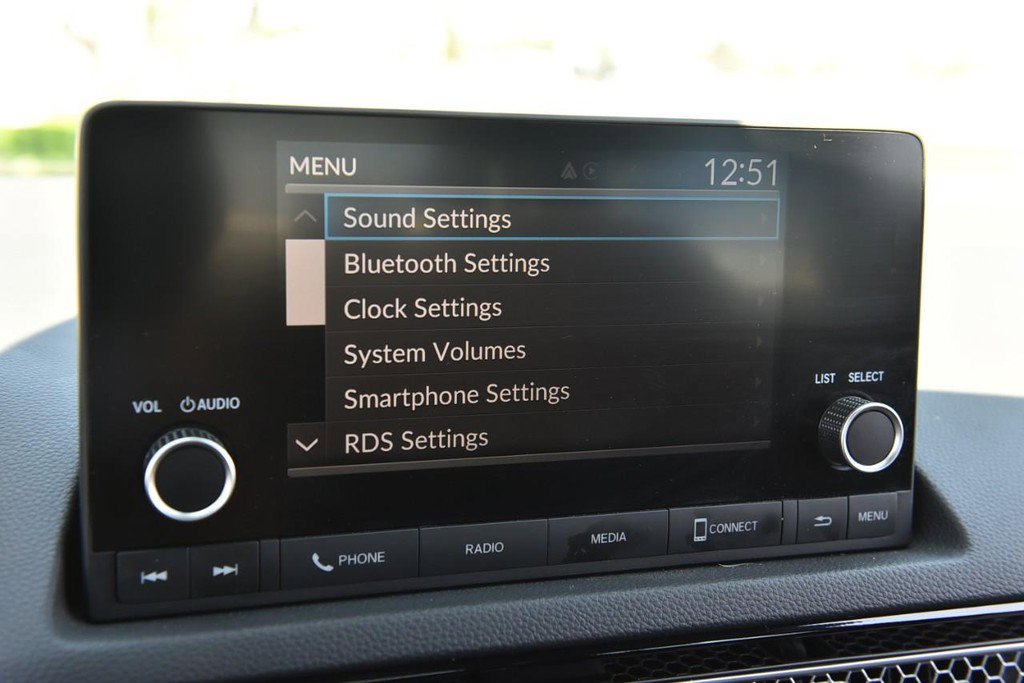 MENU 12:51
Sound Settings
Bluetooth Settings
Clock Settings
System Volumes
Smartphone Settings
RDS Settings
VOL AUDIO
LIST SELECT
PHONE RADIO MEDIA CONNECT MENU